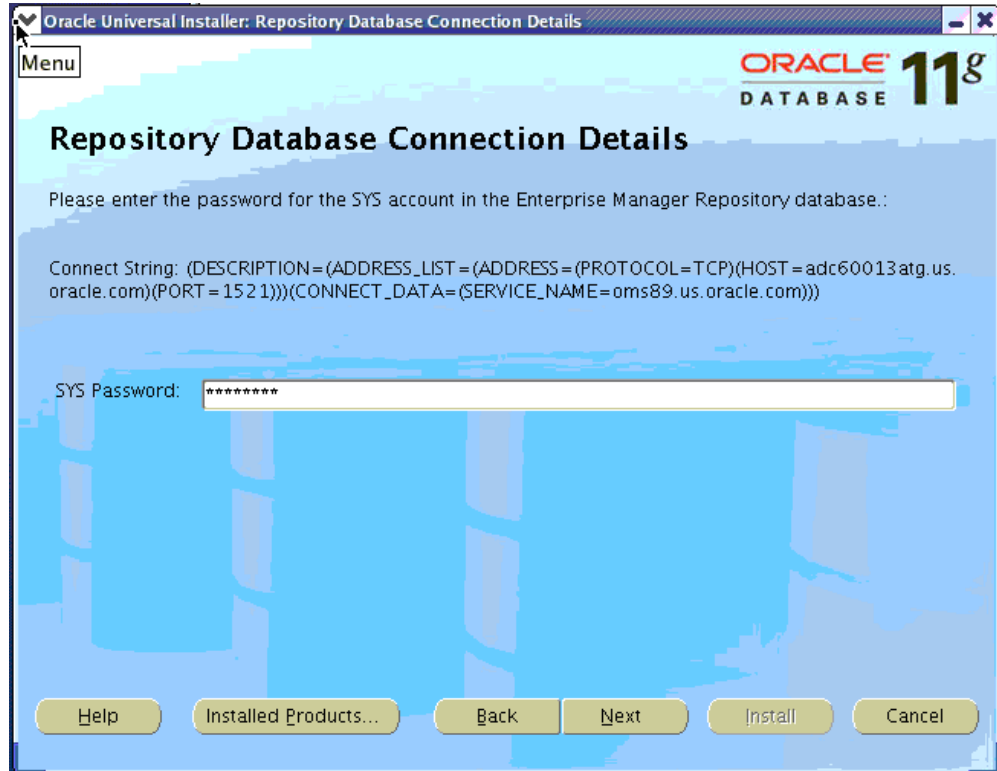 Oracle Universal Installer: Repository Database Connection Details
Menu
ORACLE 11g
DATABASE
Repository Database Connection Details
Please enter the password for the SYS account in the Enterprise Manager Repository database.:
Connect String: (DESCRIPTION=(ADDRESS_LIST=(ADDRESS=(PROTOCOL=TCP)(HOST=adc60013atg.us.
oracle.com)(PORT=1521)))(CONNECT_DATA=(SERVICE_NAME=oms89.us.oracle.com)))
SYS Password: ********
Help Installed Products... Back Next Install Cancel